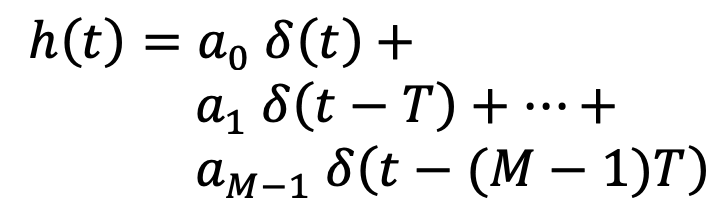 h(t) = a₀ δ(t) +
a₁ δ(t − T) + ⋯ +
a_{M−1} δ(t − (M − 1)T)